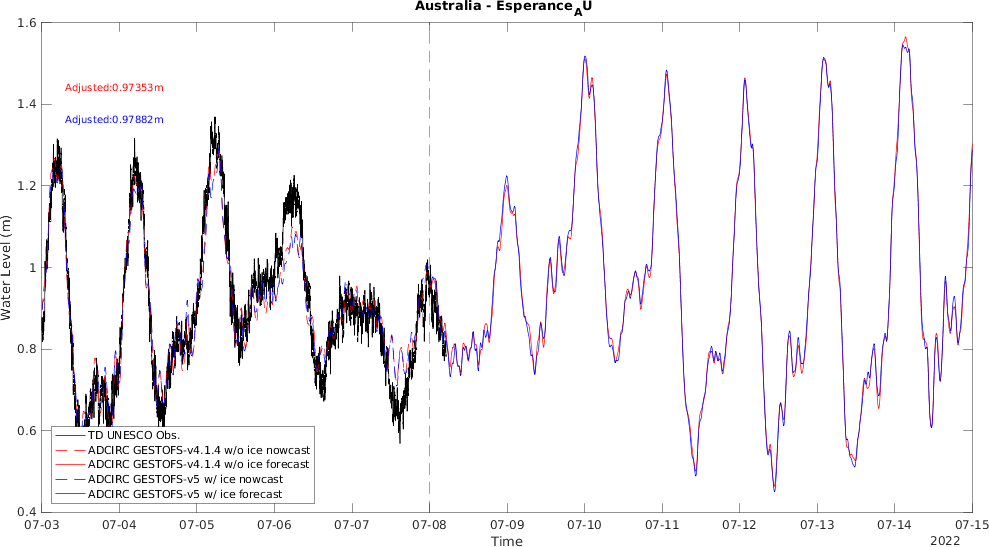 Australia - Esperance_AU
1.6
1.4
1.2
1
0.8
0.6
0.4
Water Level (m)
Adjusted:0.97353m
Adjusted:0.97882m
TD UNESCO Obs.
ADCIRC GESTOFS-v4.1.4 w/o ice nowcast
ADCIRC GESTOFS-v4.1.4 w/o ice forecast
ADCIRC GESTOFS-v5 w/ ice nowcast
ADCIRC GESTOFS-v5 w/ ice forecast
07-03 07-04 07-05 07-06 07-07 07-08 07-09 07-10 07-11 07-12 07-13 07-14 07-15
Time
2022